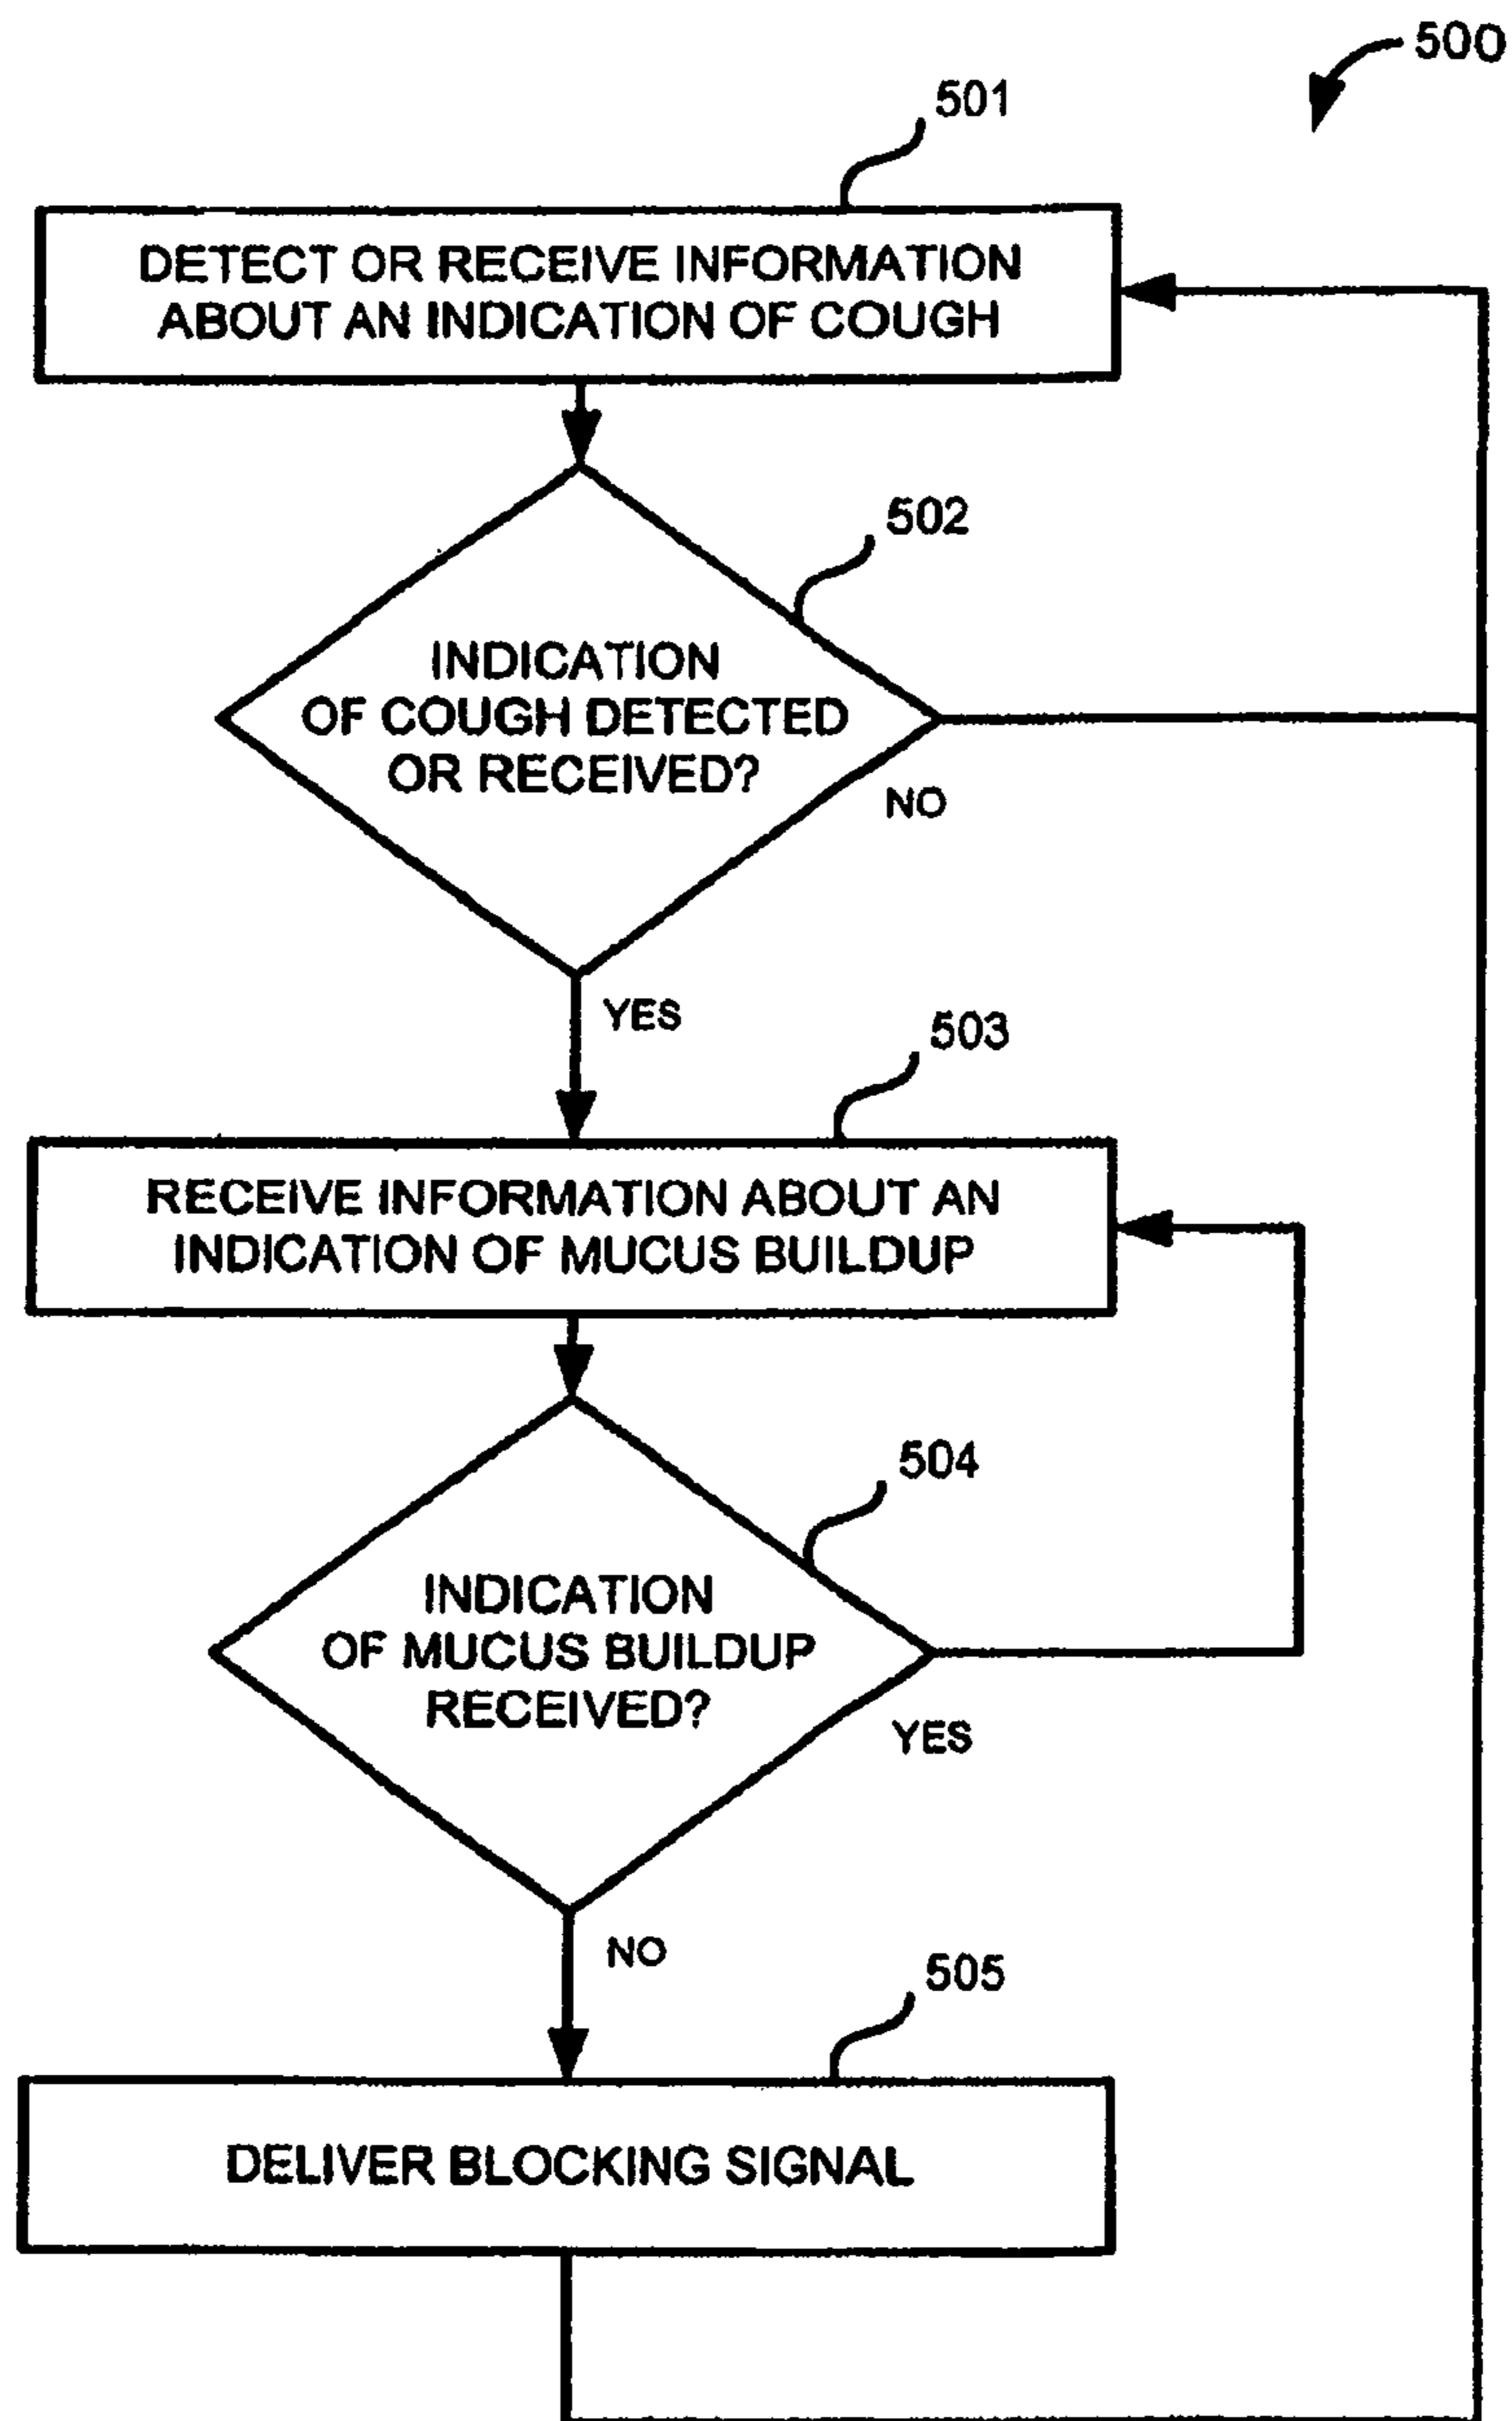 500
501
DETECT OR RECEIVE INFORMATION
ABOUT AN INDICATION OF COUGH
502
INDICATION
OF COUGH DETECTED
OR RECEIVED?
NO
YES
503
RECEIVE INFORMATION ABOUT AN
INDICATION OF MUCUS BUILDUP
504
INDICATION
OF MUCUS BUILDUP
RECEIVED?
YES
NO
505
DELIVER BLOCKING SIGNAL